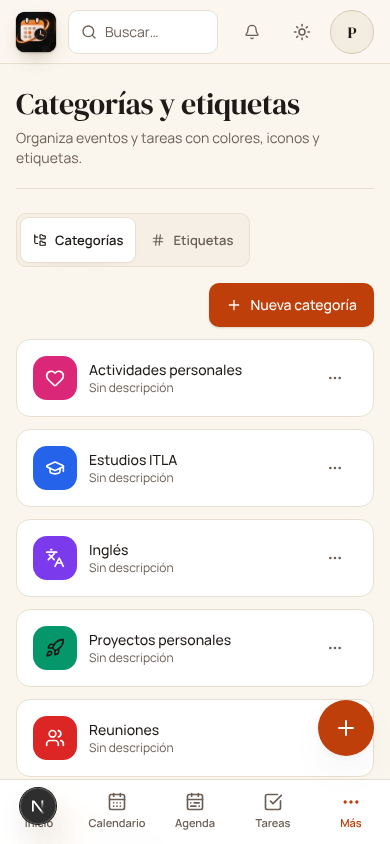 Buscar...
P
Categorías y etiquetas
Organiza eventos y tareas con colores, iconos y
etiquetas.
Categorías
Etiquetas
Nueva categoría
Actividades personales
Sin descripción
Estudios ITLA
Sin descripción
Inglés
Sin descripción
Proyectos personales
Sin descripción
Reuniones
Sin descripción
N
Inicio
Calendario
Agenda
Tareas
Más